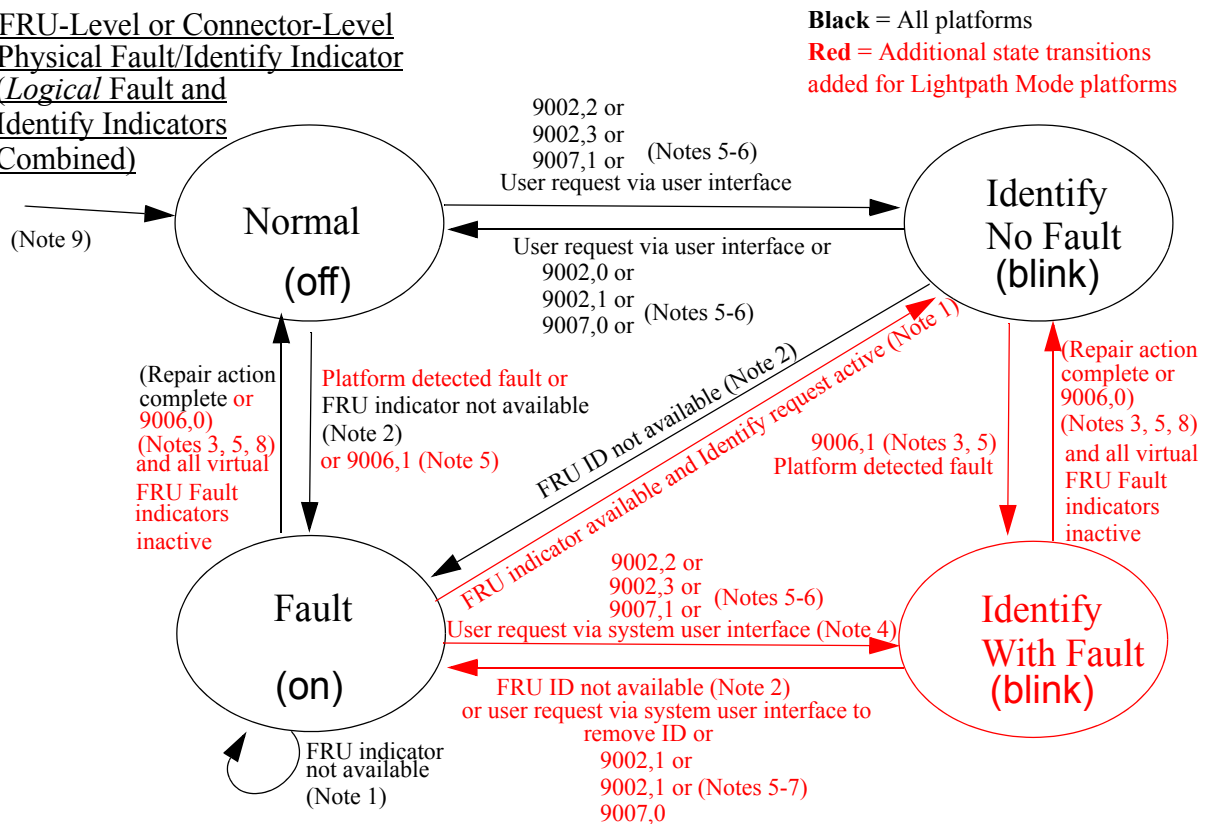 FRU-Level or Connector-Level
Physical Fault/Identify Indicator
(Logical Fault and
Identify Indicators
Combined)
Black = All platforms
Red = Additional state transitions
added for Lightpath Mode platforms
9002,2 or
9002,3 or
9007,1 or (Notes 5-6)
User request via user interface
Normal
(off)
Identify
No Fault
(blink)
(Note 9)
User request via user interface or
9002,0 or
9002,1 or
9007,0 or (Notes 5-6)
(Repair action
complete or
9006,0)
(Notes 3, 5, 8)
and all virtual
FRU Fault
indicators
inactive
Platform detected fault or
FRU indicator not available
(Note 2)
or 9006,1 (Note 5)
FRU ID not available (Note 2)
FRU indicator available and Identify request active (Note 1)
9006,1 (Notes 3, 5)
Platform detected fault
(Repair action
complete or
9006,0)
(Notes 3, 5, 8)
and all virtual
FRU Fault
indicators
inactive
Fault
(on)
9002,2 or
9002,3 or
9007,1 or (Notes 5-6)
User request via system user interface (Note 4)
Identify
With Fault
(blink)
FRU ID not available (Note 2)
or user request via system user interface to
remove ID or
9002,1 or
9002,1 or (Notes 5-7)
9007,0
FRU indicator
not available
(Note 1)